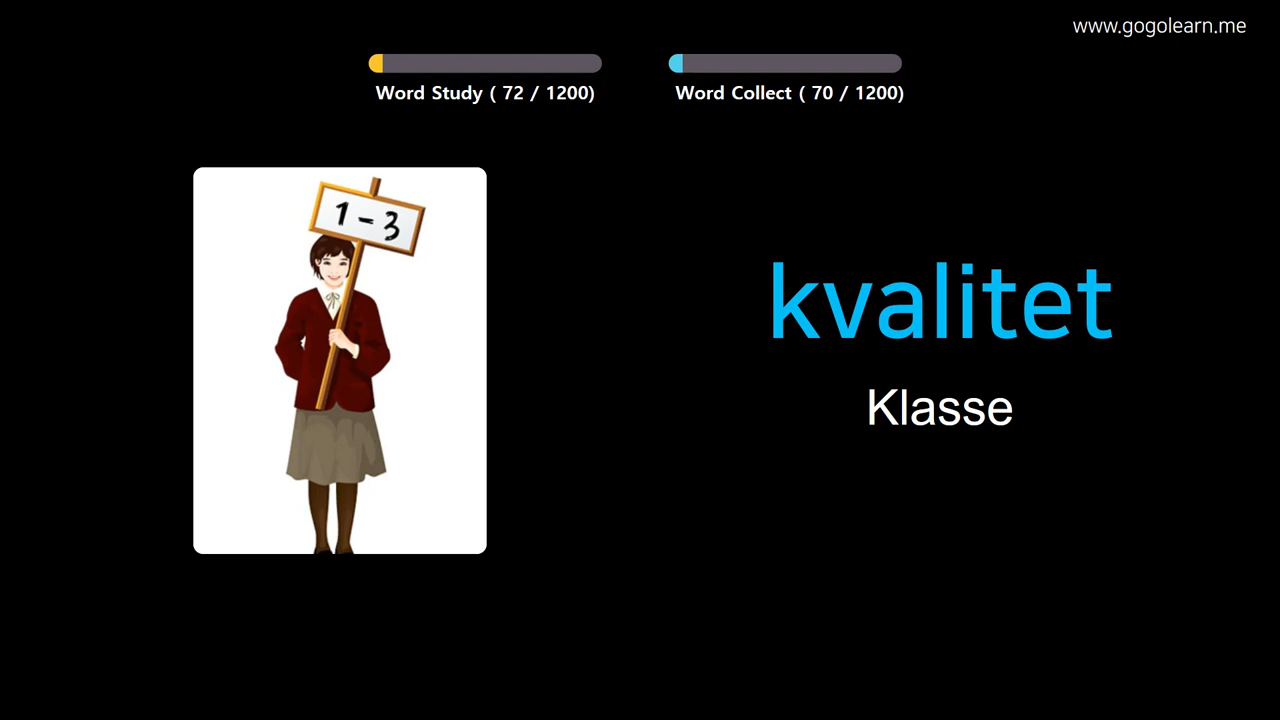 www.gogolearn.me
Word Study ( 72 / 1200)
Word Collect ( 70 / 1200)
1 - 3
kvalitet
Klasse